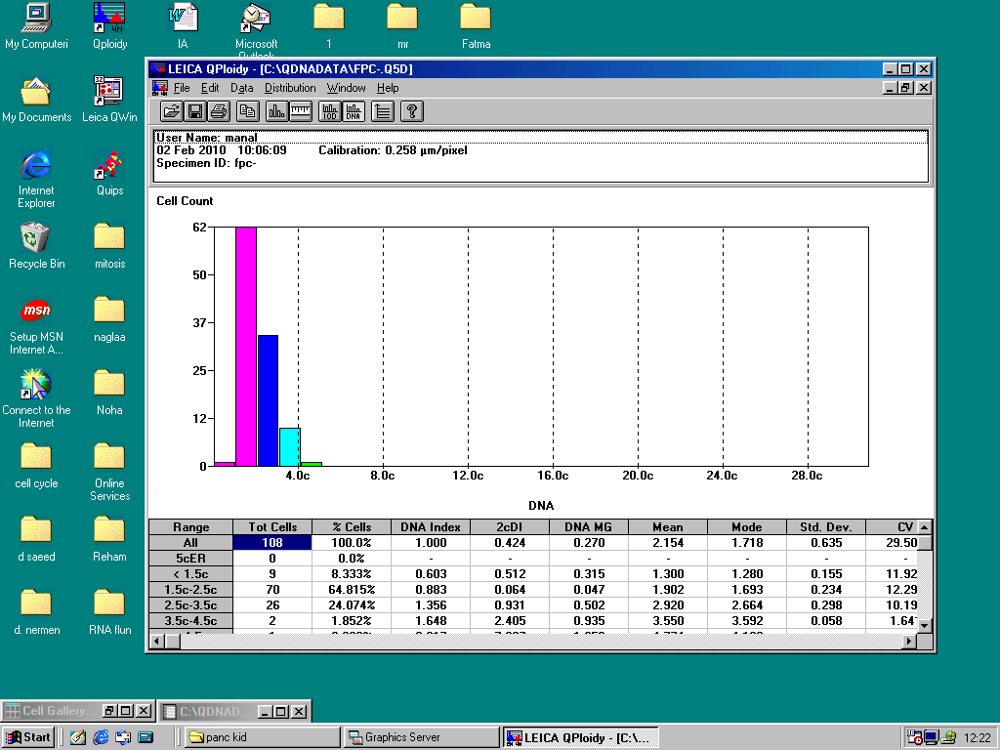 My Computeri
Qploidy
IA
Microsoft
Outlook
1
mr
Fatma
My Documents
Leica QWin
Internet
Explorer
Quips
Recycle Bin
mitosis
msn
Setup MSN
Internet A...
naglaa
Connect to the
Internet
Noha
cell cycle
Online
Services
d saeed
Reham
d. nermen
RNA flun
LEICA QPloidy - [C:\QDNADATA\FPC-.Q5D]
File Edit Data Distribution Window Help
User Name: manal
02 Feb 2010 10:06:09 Calibration: 0.258 µm/pixel
Specimen ID: fpc-
Cell Count
62
50
37
25
12
0
4.0c 8.0c 12.0c 16.0c 20.0c 24.0c 28.0c
DNA
Range Tot Cells % Cells DNA Index 2cDI DNA MG Mean Mode Std. Dev. CV
All 108 100.0% 1.000 0.424 0.270 2.154 1.718 0.635 29.50
5cER 0 0.0% - - - - - - -
< 1.5c 9 8.333% 0.603 0.512 0.315 1.300 1.280 0.155 11.92
1.5c-2.5c 70 64.815% 0.883 0.064 0.047 1.902 1.693 0.234 12.29
2.5c-3.5c 26 24.074% 1.356 0.931 0.502 2.920 2.664 0.298 10.19
3.5c-4.5c 2 1.852% 1.648 2.405 0.935 3.550 3.592 0.058 1.64
Cell Gallery...
C:\QDNAD...
Start
panc kid
Graphics Server
LEICA QPloidy - [C:\...
12:22